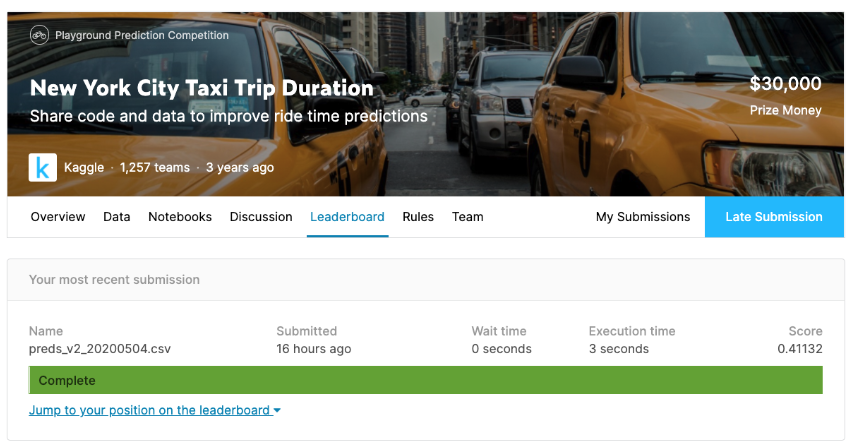 Playground Prediction Competition
New York City Taxi Trip Duration
Share code and data to improve ride time predictions
$30,000
Prize Money
k
Kaggle · 1,257 teams · 3 years ago
Overview Data Notebooks Discussion Leaderboard Rules Team My Submissions Late Submission
Your most recent submission
Name Submitted Wait time Execution time Score
preds_v2_20200504.csv 16 hours ago 0 seconds 3 seconds 0.41132
Complete
Jump to your position on the leaderboard